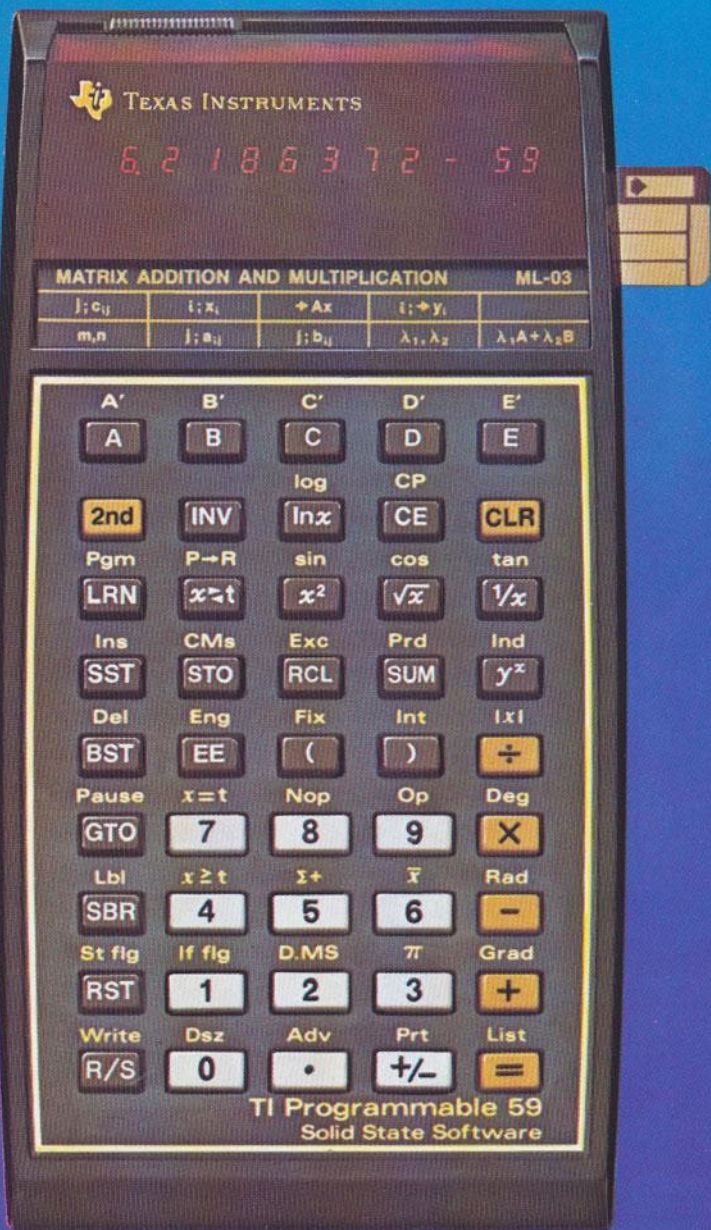 TEXAS INSTRUMENTS
6.2186372- 59
MATRIX ADDITION AND MULTIPLICATION ML-03
j; cᵢⱼ i; xᵢ →Ax i; →yᵢ
m,n j; aᵢⱼ j; bᵢⱼ λ₁, λ₂ λ₁A+λ₂B
A' B' C' D' E'
A B C D E
log CP
2nd INV lnx CE CLR
Pgm P→R sin cos tan
LRN x⇄t x² √x 1/x
Ins CMs Exc Prd Ind
SST STO RCL SUM yˣ
Del Eng Fix Int |x|
BST EE ( ) ÷
Pause x=t Nop Op Deg
GTO 7 8 9 ×
Lbl x≥t Σ+ x̄ Rad
SBR 4 5 6 −
St flg If flg D.MS π Grad
RST 1 2 3 +
Write Dsz Adv Prt List
R/S 0 . +/− =
TI Programmable 59
Solid State Software